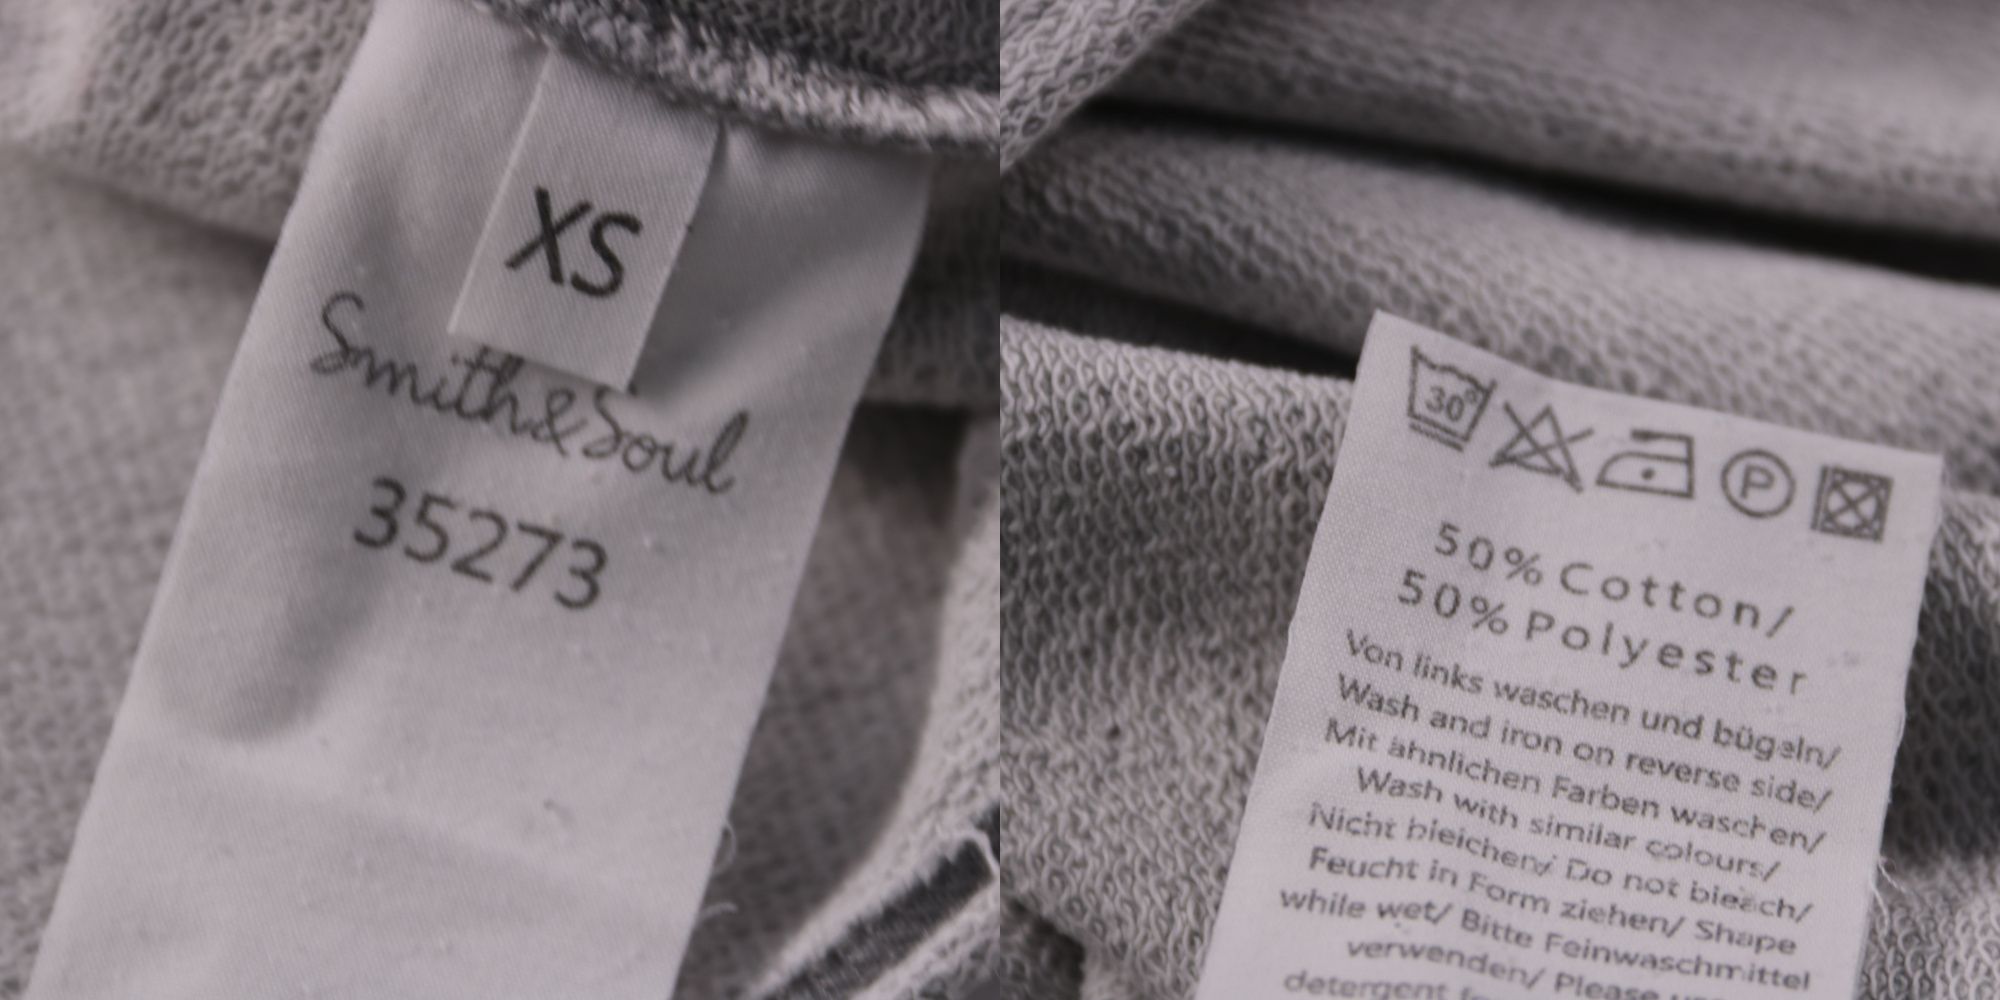 XS
Smith&Soul
35273
30°
P
50% Cotton/
50% Polyester
Von links waschen und bügeln/
Wash and iron on reverse side/
Mit ähnlichen Farben waschen/
Wash with similar colours/
Nicht bleichen/ Do not bleach/
Feucht in Form ziehen/ Shape
while wet/ Bitte Feinwaschmittel
verwenden/ Please
detergent